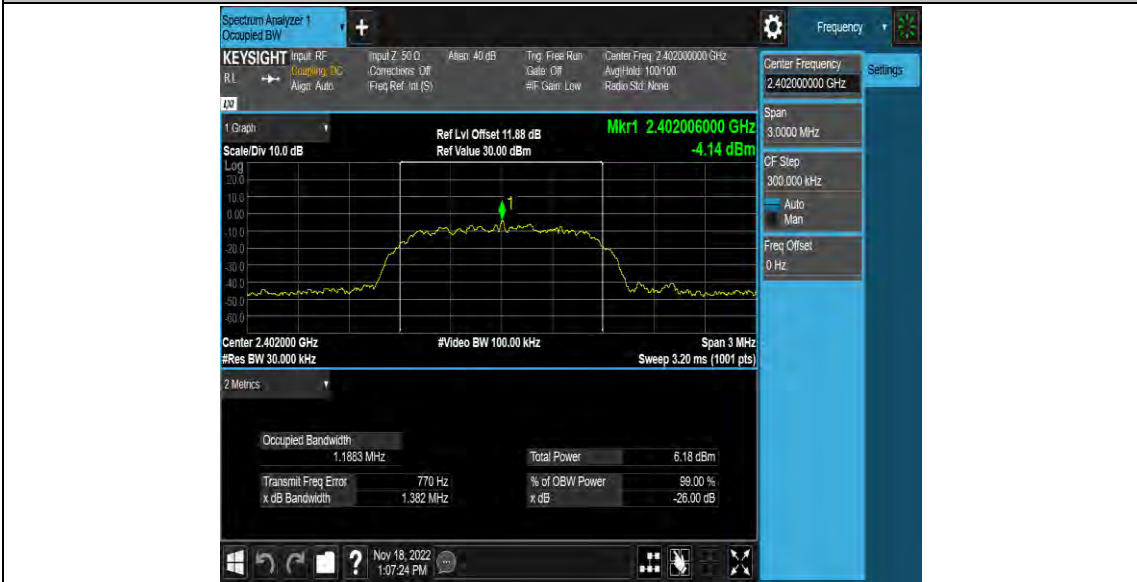 Spectrum Analyzer 1
Occupied BW
+
Frequency
KEYSIGHT Input: RF
R L Coupling: DC
Align: Auto
LXI
Input Z: 50 Ω
Corrections: Off
Freq Ref: Int (S)
Atten: 40 dB
Trig: Free Run
Gate: Off
#IF Gain: Low
Center Freq: 2.402000000 GHz
Avg|Hold: 100/100
Radio Std: None
Center Frequency
2.402000000 GHz
Settings
Span
3.0000 MHz
CF Step
300.000 kHz
Auto
Man
Freq Offset
0 Hz
1 Graph
Scale/Div 10.0 dB
Ref Lvl Offset 11.88 dB
Ref Value 30.00 dBm
Mkr1 2.402006000 GHz
-4.14 dBm
Log
20.0
10.0
0.00
-10.0
-20.0
-30.0
-40.0
-50.0
-60.0
1
Center 2.402000 GHz
#Res BW 30.000 kHz
#Video BW 100.00 kHz
Span 3 MHz
Sweep 3.20 ms (1001 pts)
2 Metrics
Occupied Bandwidth
1.1883 MHz
Total Power 6.18 dBm
Transmit Freq Error 770 Hz
% of OBW Power 99.00 %
x dB Bandwidth 1.382 MHz
x dB -26.00 dB
?
Nov 18, 2022
1:07:24 PM